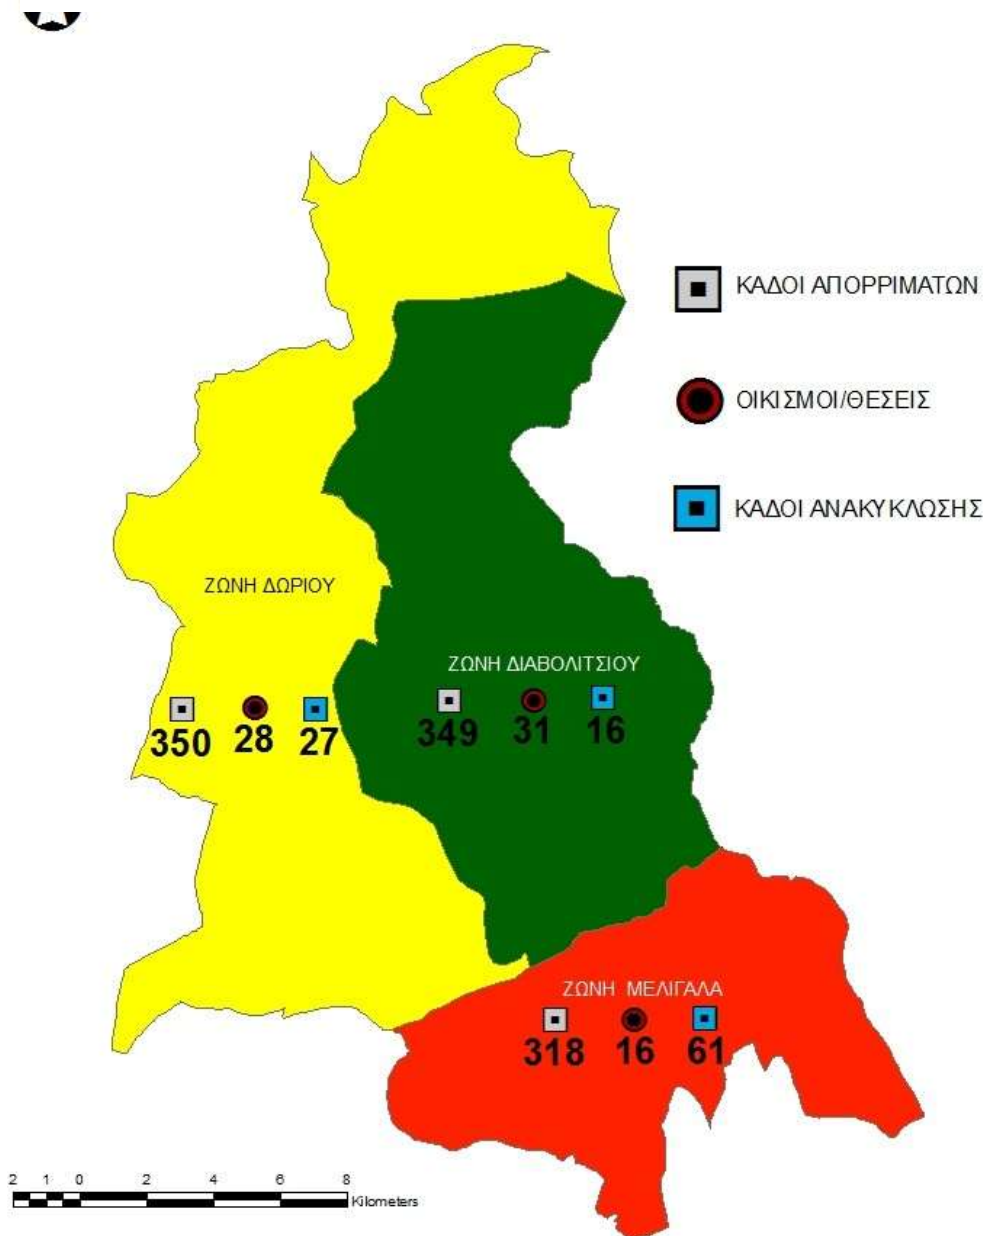 ΚΑΔΟΙ ΑΠΟΡΡΙΜΑΤΩΝ
ΟΙΚΙΣΜΟΙ/ΘΕΣΕΙΣ
ΚΑΔΟΙ ΑΝΑΚΥΚΛΩΣΗΣ
ΖΩΝΗ ΔΩΡΙΟΥ
350 28 27
ΖΩΝΗ ΔΙΑΒΟΛΙΤΣΙΟΥ
349 31 16
ΖΩΝΗ ΜΕΛΙΓΑΛΑ
318 16 61
2 1 0 2 4 6 8
Kilometers